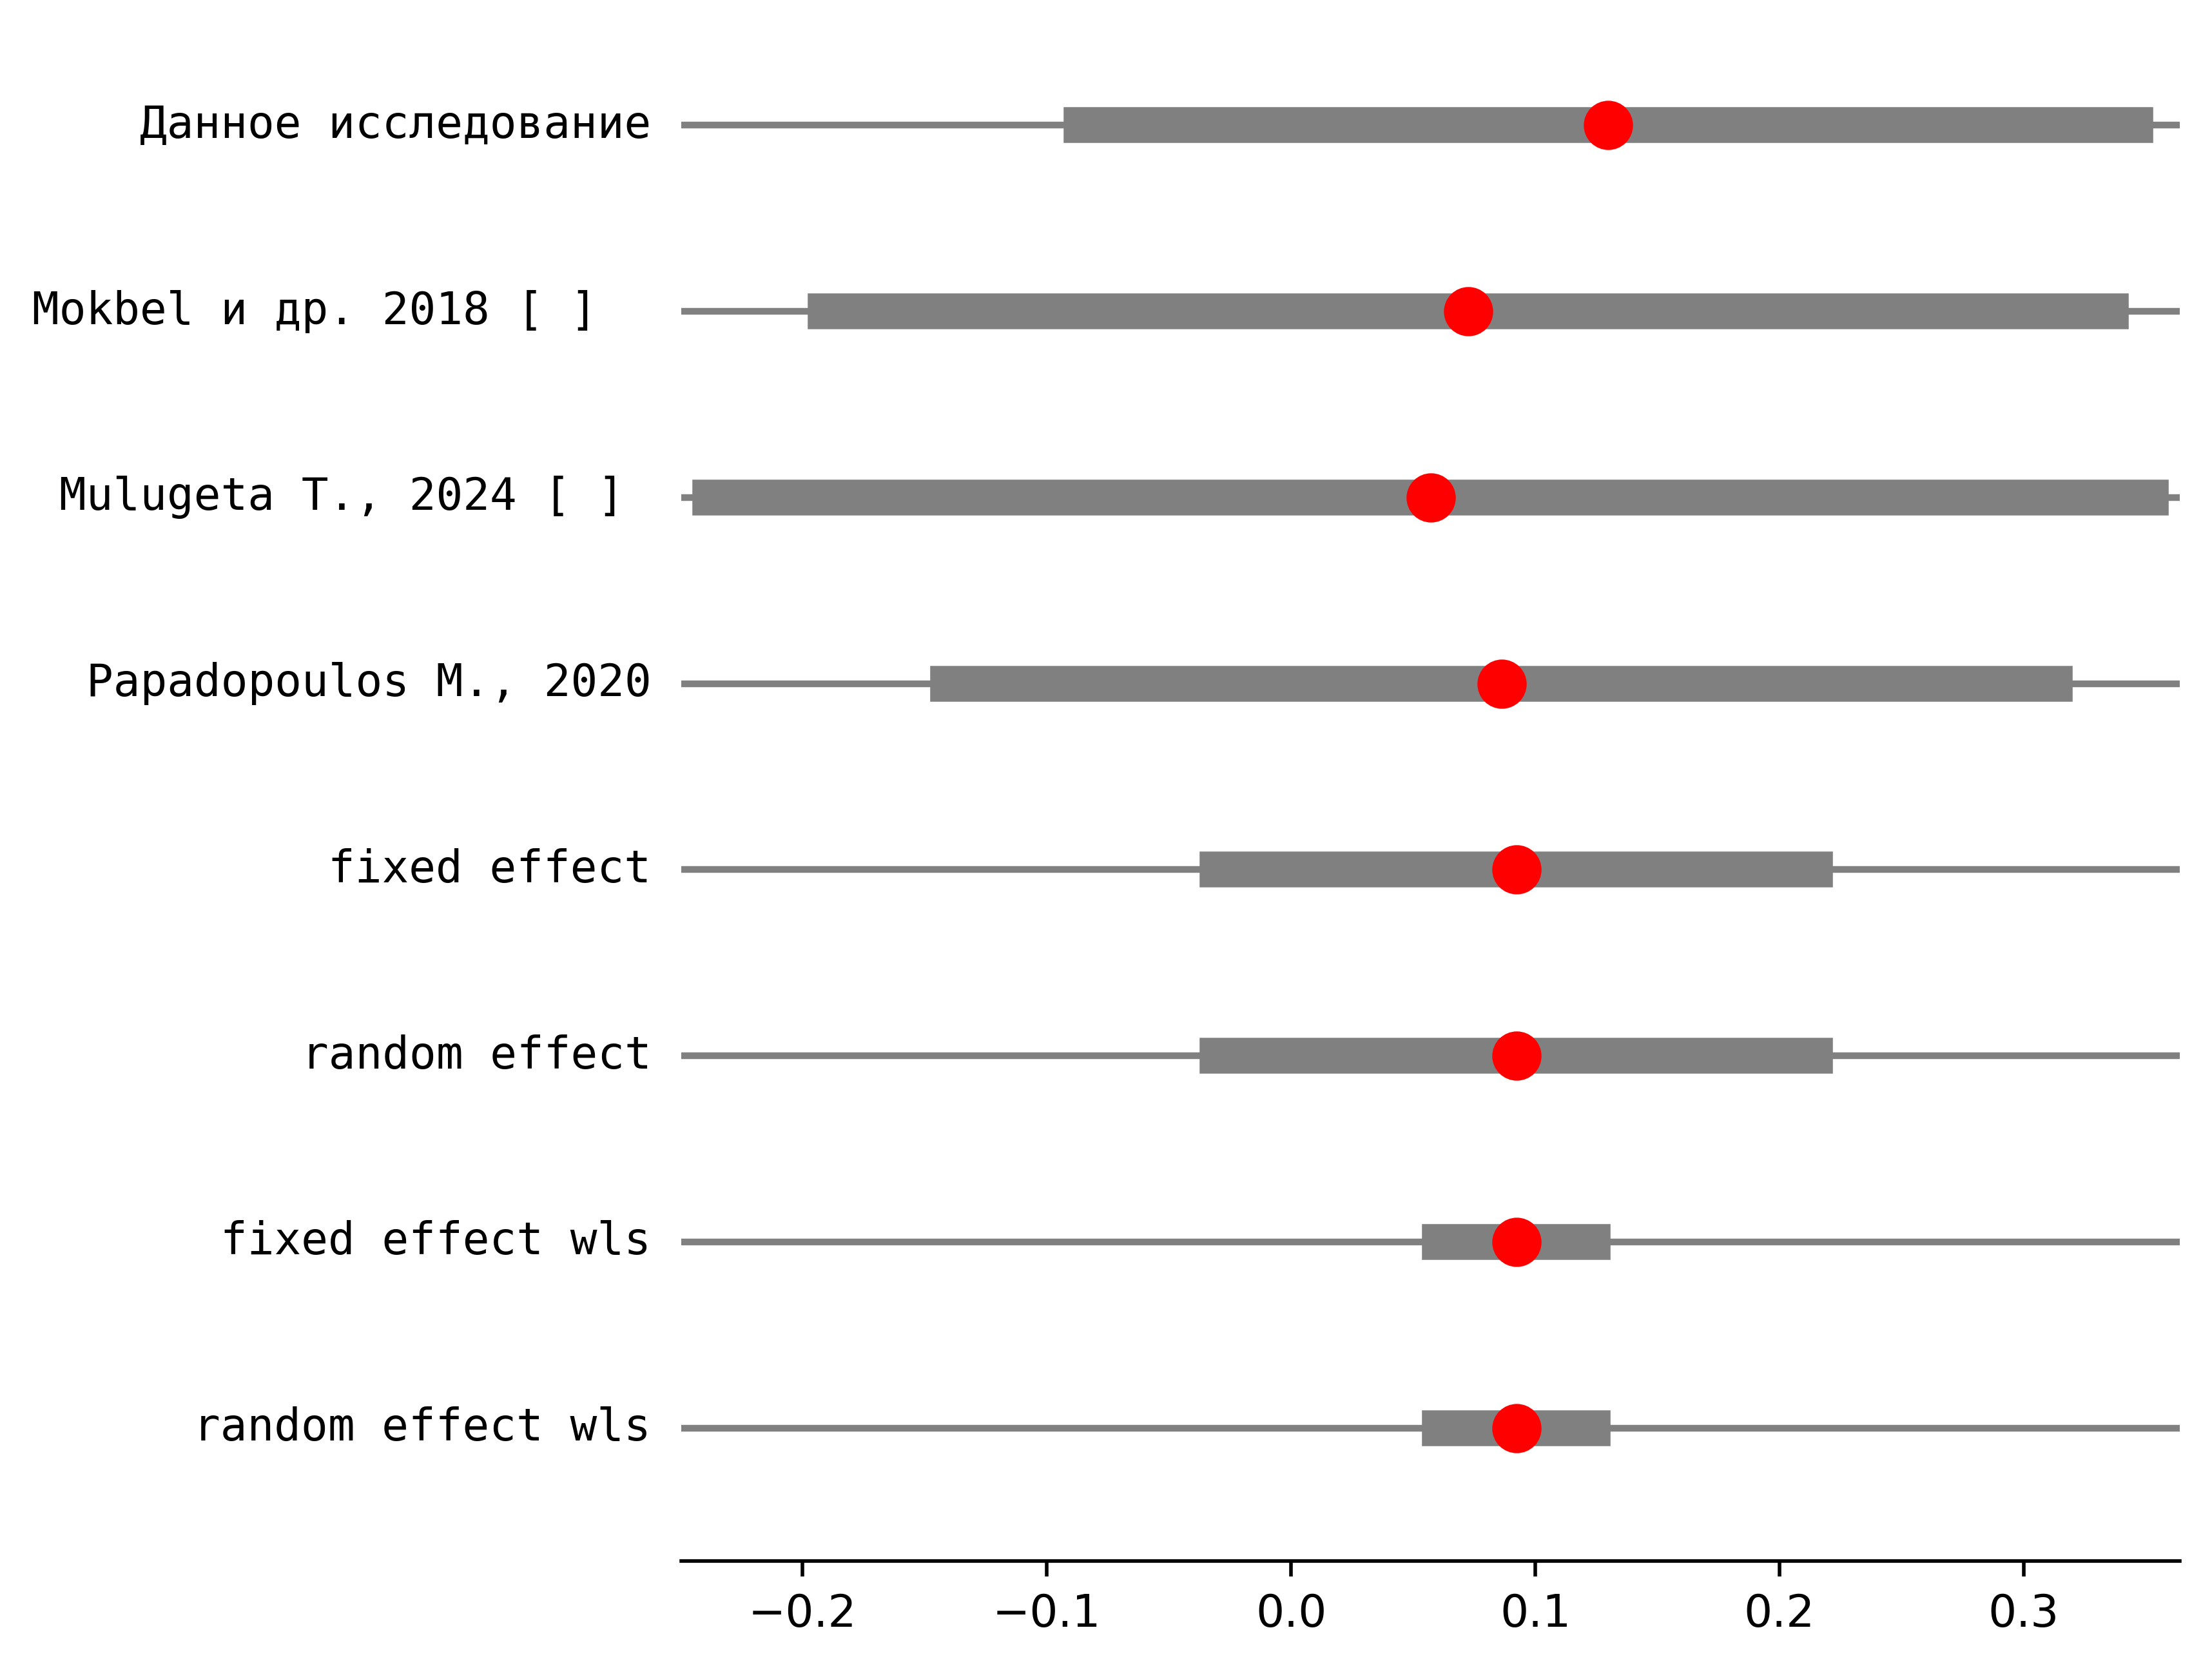 Данное исследование
Mokbel и др. 2018 [ ]
Mulugeta T., 2024 [ ]
Papadopoulos M., 2020
fixed effect
random effect
fixed effect wls
random effect wls
−0.2 −0.1 0.0 0.1 0.2 0.3